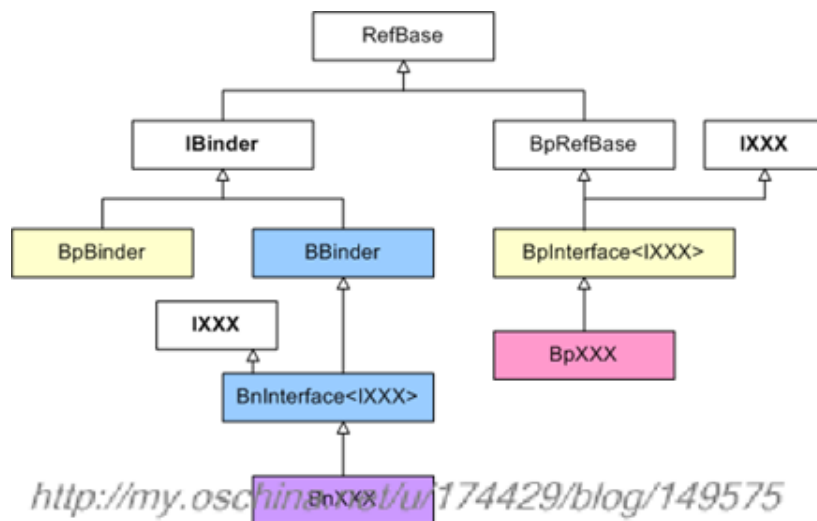 RefBase
IBinder
BpRefBase
IXXX
BpBinder
BBinder
BpInterface<IXXX>
IXXX
BpXXX
BnInterface<IXXX>
BnXXX
http://my.oschina.net/u/174429/blog/149575